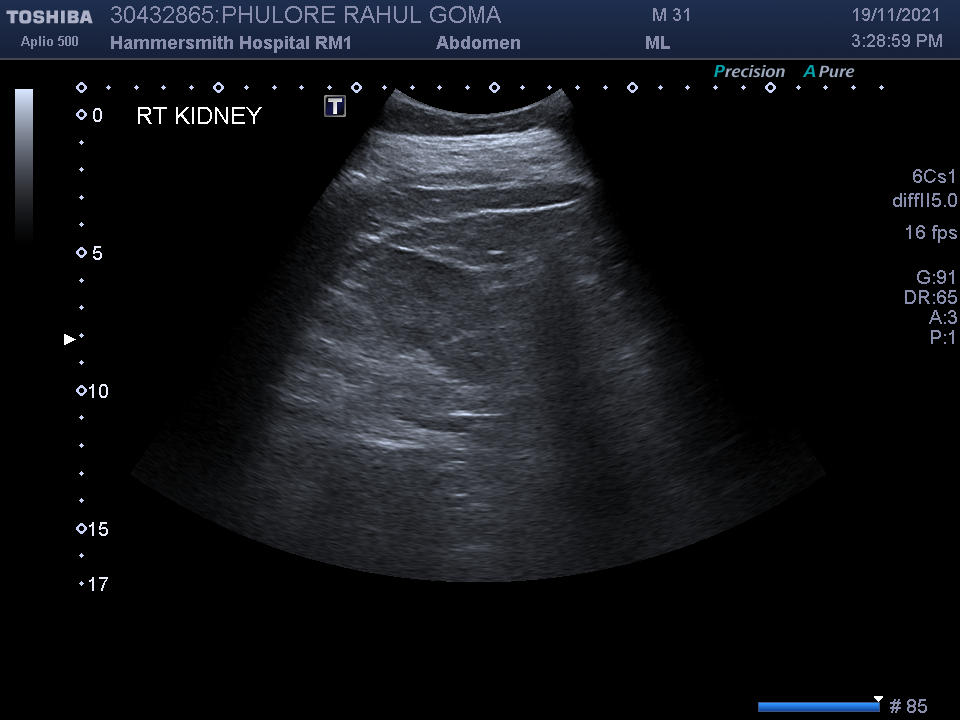 TOSHIBA 30432865:PHULORE RAHUL GOMA M 31 19/11/2021
Aplio 500 Hammersmith Hospital RM1 Abdomen ML 3:28:59 PM
Precision A Pure
0 RT KIDNEY T
6Cs1
diffII5.0
16 fps
5
G:91
DR:65
A:3
P:1
10
15
17
# 85